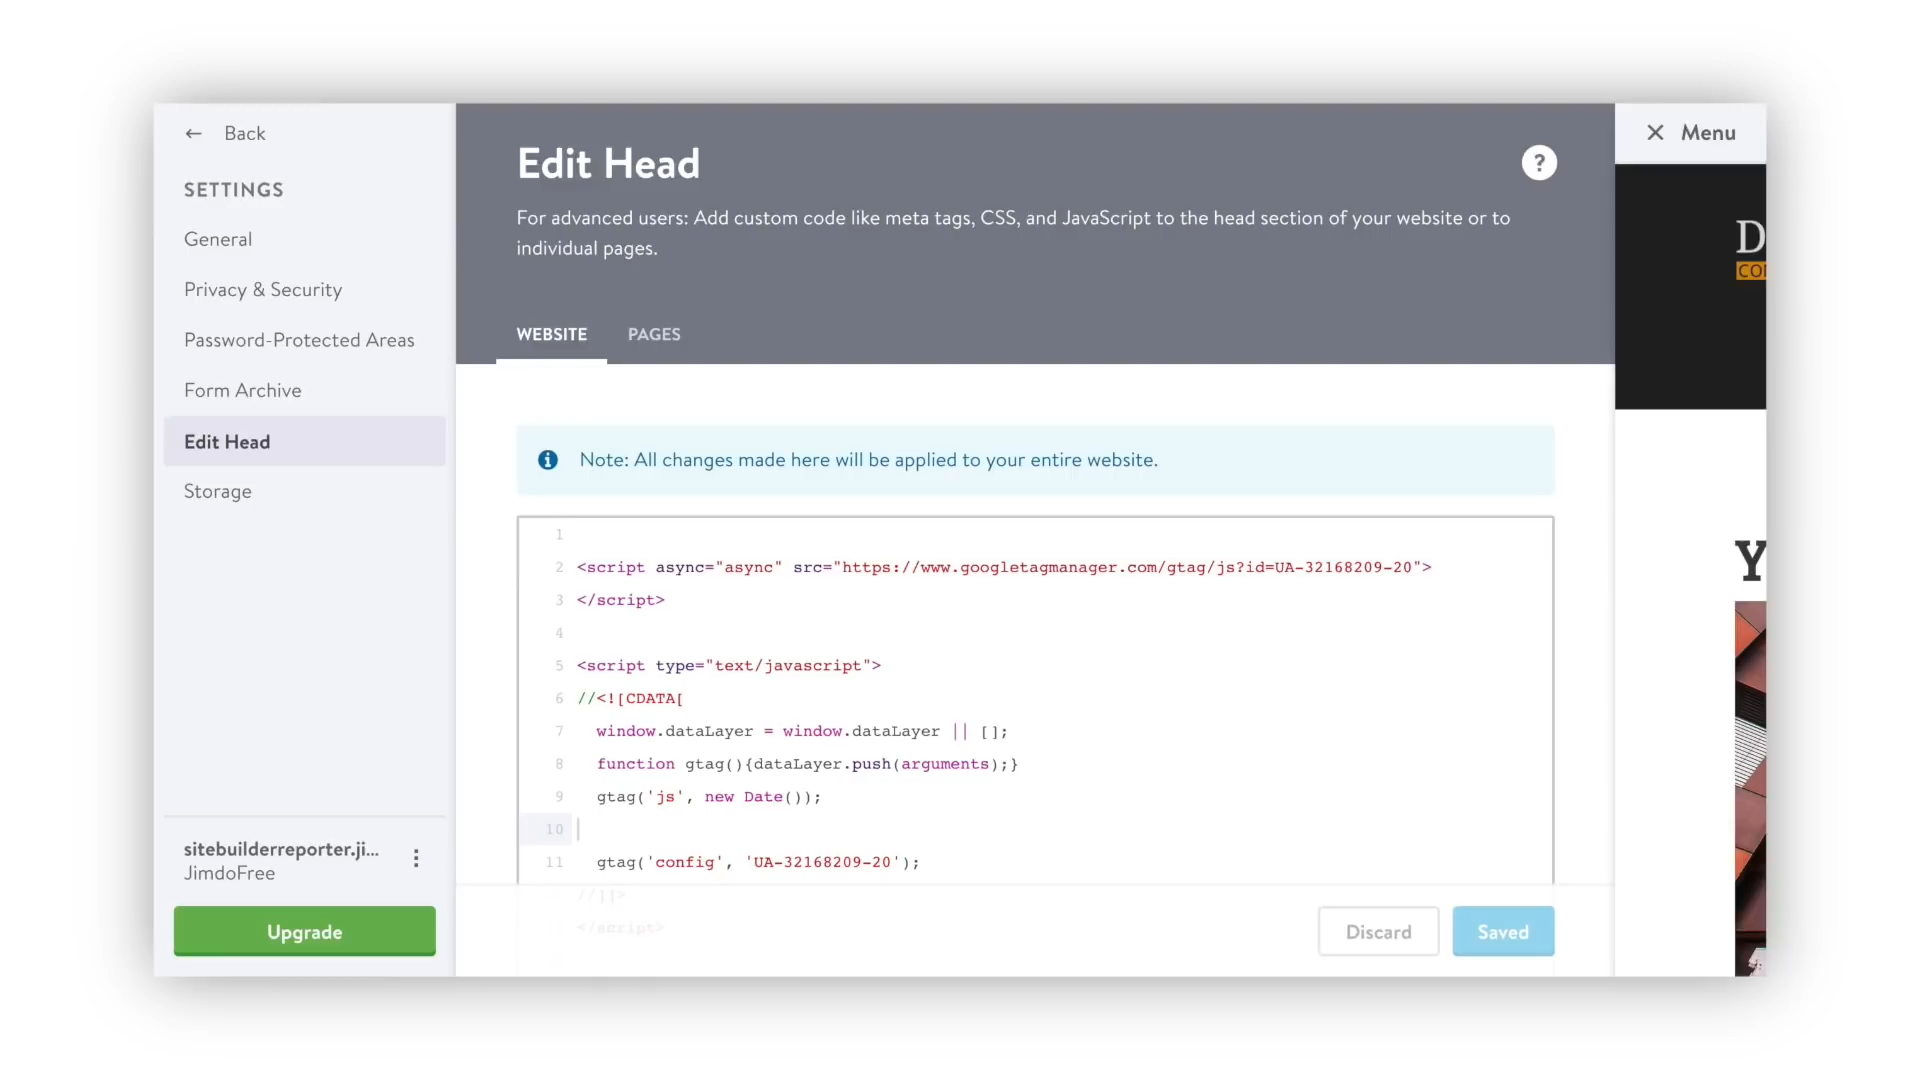 ← Back
SETTINGS
General
Privacy & Security
Password-Protected Areas
Form Archive
Edit Head
Storage
sitebuilderreporter.ji...
JimdoFree
Upgrade
Edit Head
?
For advanced users: Add custom code like meta tags, CSS, and JavaScript to the head section of your website or to
individual pages.
WEBSITE PAGES
Note: All changes made here will be applied to your entire website.
1
2 <script async="async" src="https://www.googletagmanager.com/gtag/js?id=UA-32168209-20">
3 </script>
4
5 <script type="text/javascript">
6 //<![CDATA[
7 window.dataLayer = window.dataLayer || [];
8 function gtag(){dataLayer.push(arguments);}
9 gtag('js', new Date());
10
11 gtag('config', 'UA-32168209-20');
//]]>
</script>
Discard Saved
Menu
D
CO
Y